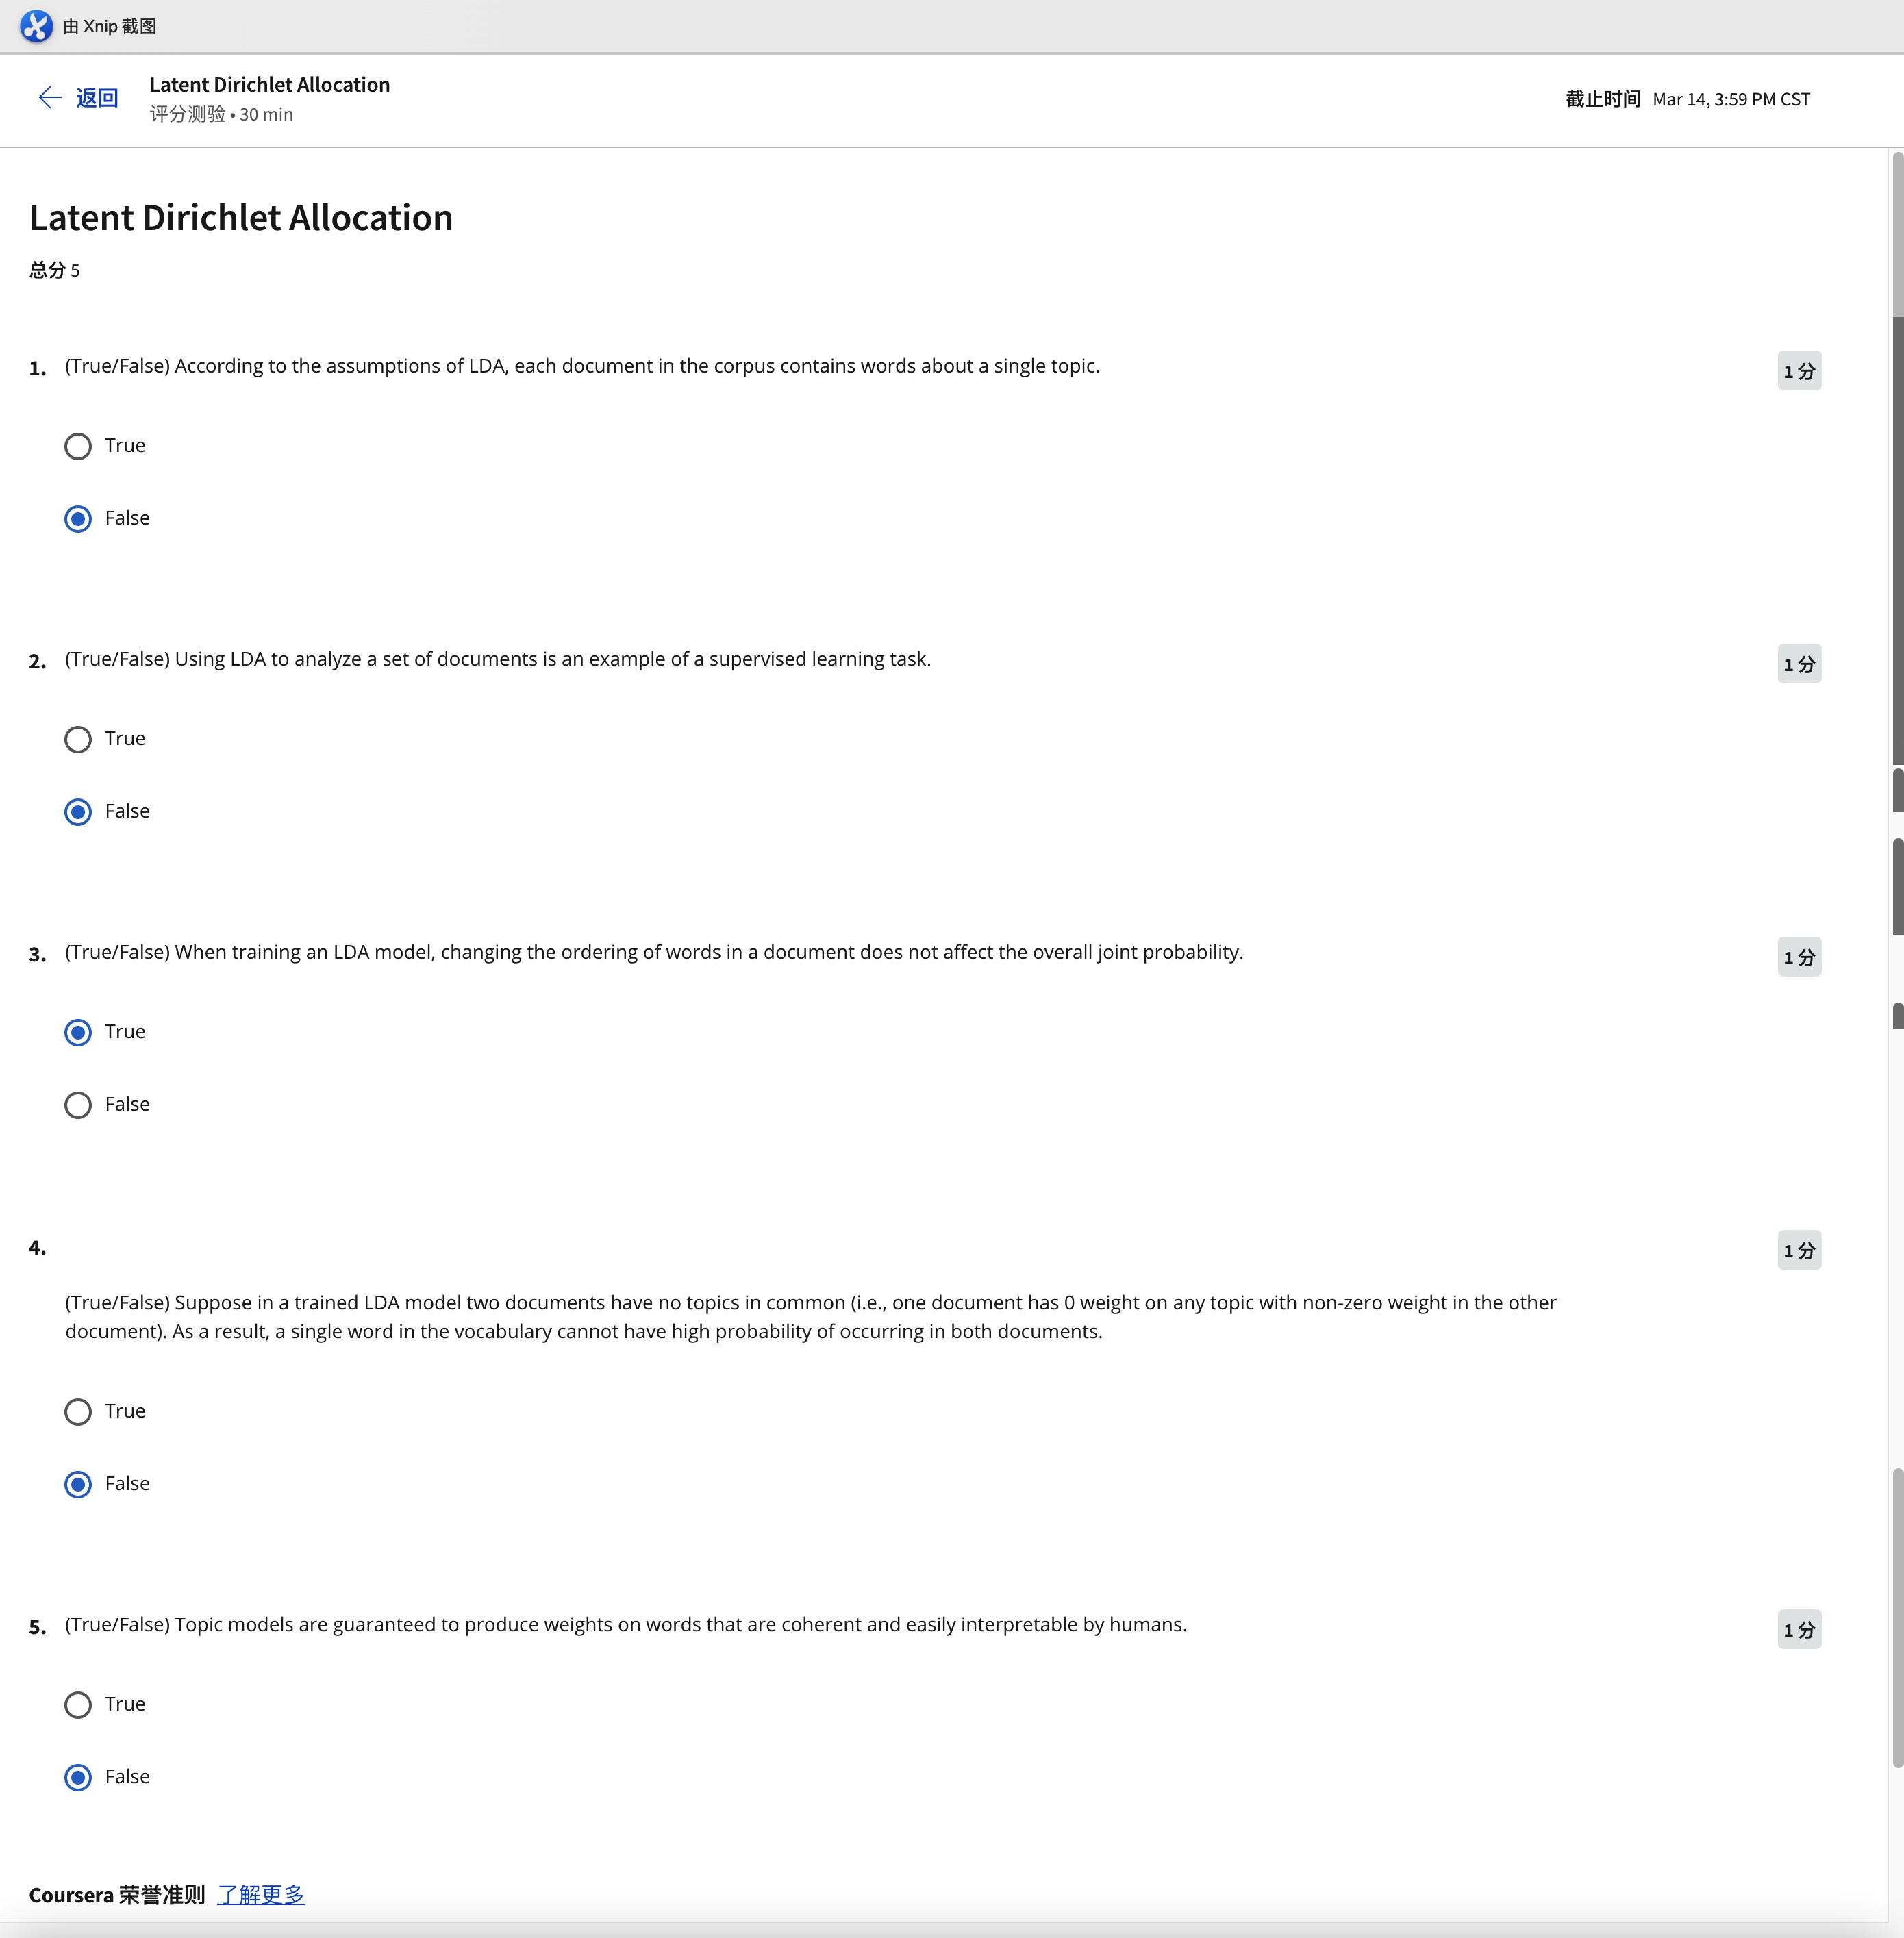 由 Xnip 截图
返回
Latent Dirichlet Allocation
评分测验 • 30 min
截止时间 Mar 14, 3:59 PM CST
Latent Dirichlet Allocation
总分 5
1. (True/False) According to the assumptions of LDA, each document in the corpus contains words about a single topic.
1 分
True
False
2. (True/False) Using LDA to analyze a set of documents is an example of a supervised learning task.
1 分
True
False
3. (True/False) When training an LDA model, changing the ordering of words in a document does not affect the overall joint probability.
1 分
True
False
4.
1 分
(True/False) Suppose in a trained LDA model two documents have no topics in common (i.e., one document has 0 weight on any topic with non-zero weight in the other
document). As a result, a single word in the vocabulary cannot have high probability of occurring in both documents.
True
False
5. (True/False) Topic models are guaranteed to produce weights on words that are coherent and easily interpretable by humans.
1 分
True
False
Coursera 荣誉准则 了解更多